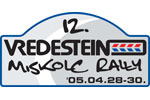 12.
VREDESTEIN
MISKOLC RALLY
'05.04.28-30.